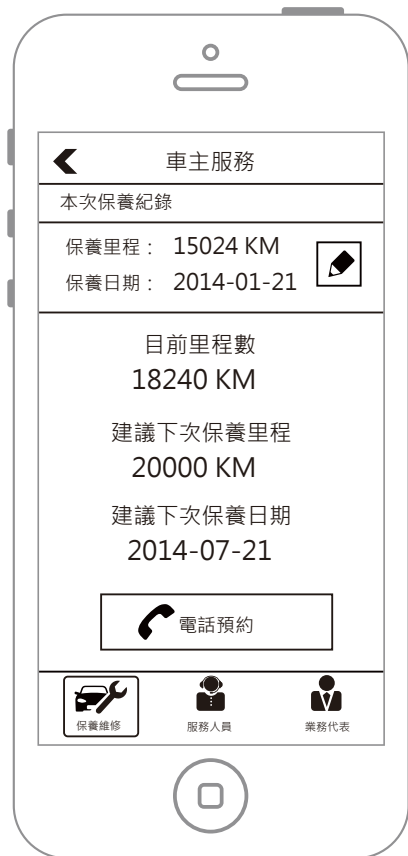 車主服務
本次保養紀錄
保養里程： 15024 KM
保養日期： 2014-01-21
目前里程數
18240 KM
建議下次保養里程
20000 KM
建議下次保養日期
2014-07-21
電話預約
保養維修 服務人員 業務代表